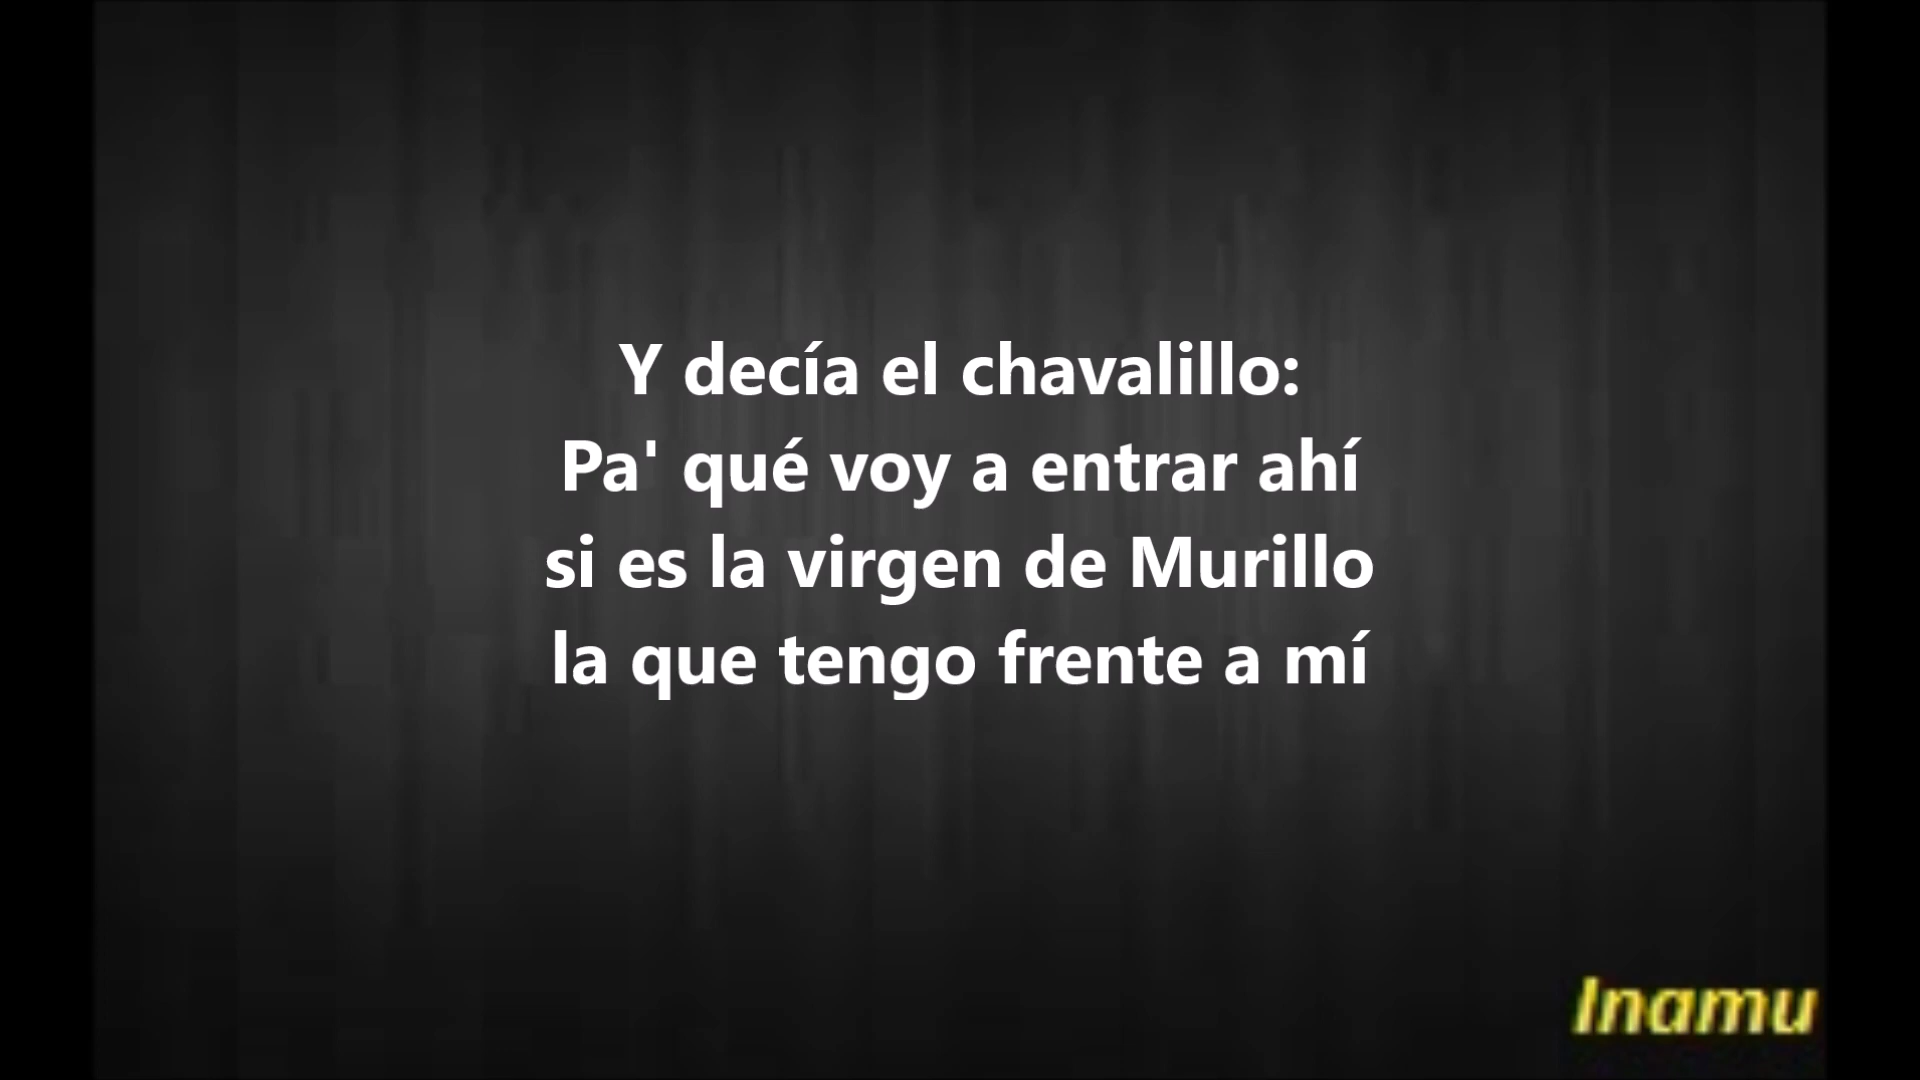 Y decía el chavalillo:
Pa' qué voy a entrar ahí
si es la virgen de Murillo
la que tengo frente a mí
Inamu